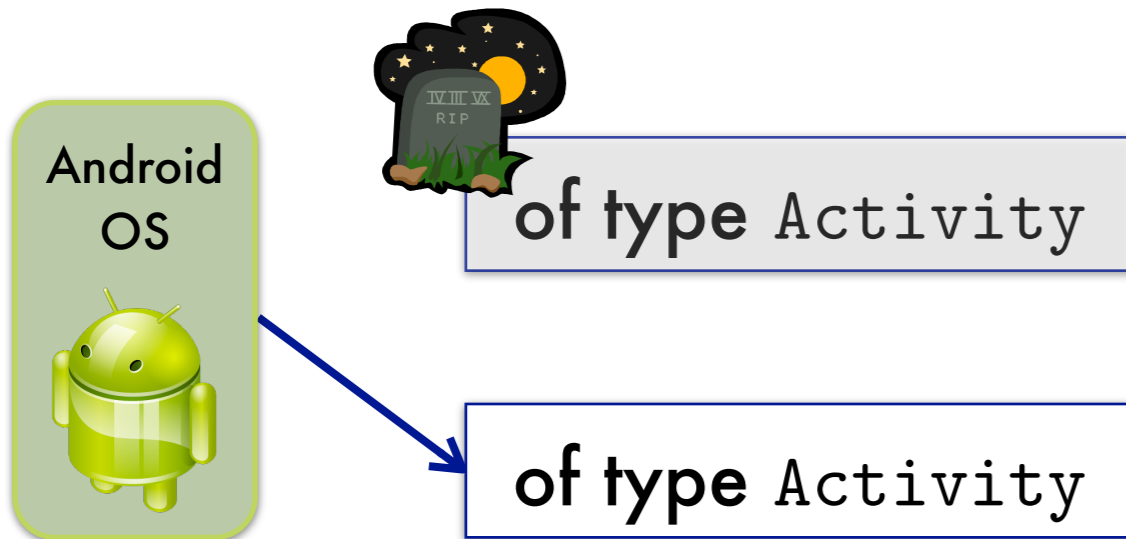 IV III VX
RIP
Android
OS
of type Activity
of type Activity